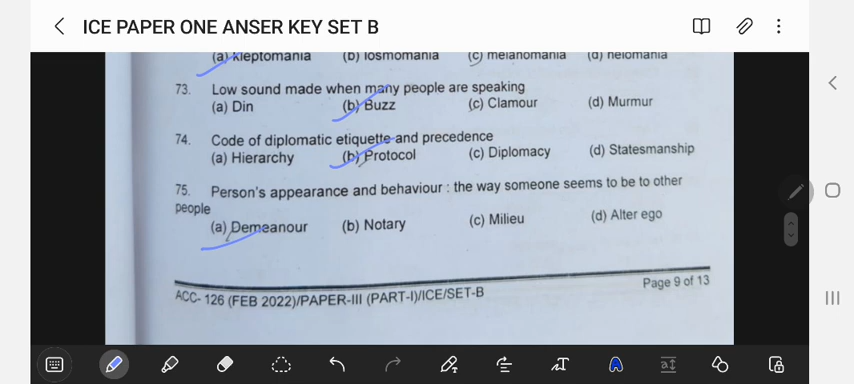 ICE PAPER ONE ANSER KEY SET B
(a) kleptomania (b) losmomania (c) melanomania (d) heiomania
73. Low sound made when many people are speaking
(a) Din (b) Buzz (c) Clamour (d) Murmur
74. Code of diplomatic etiquette and precedence
(a) Hierarchy (b) Protocol (c) Diplomacy (d) Statesmanship
75. Person's appearance and behaviour : the way someone seems to be to other
people
(a) Demeanour (b) Notary (c) Milieu (d) Alter ego
ACC- 126 (FEB 2022)/PAPER-III (PART-I)/ICE/SET-B Page 9 of 13